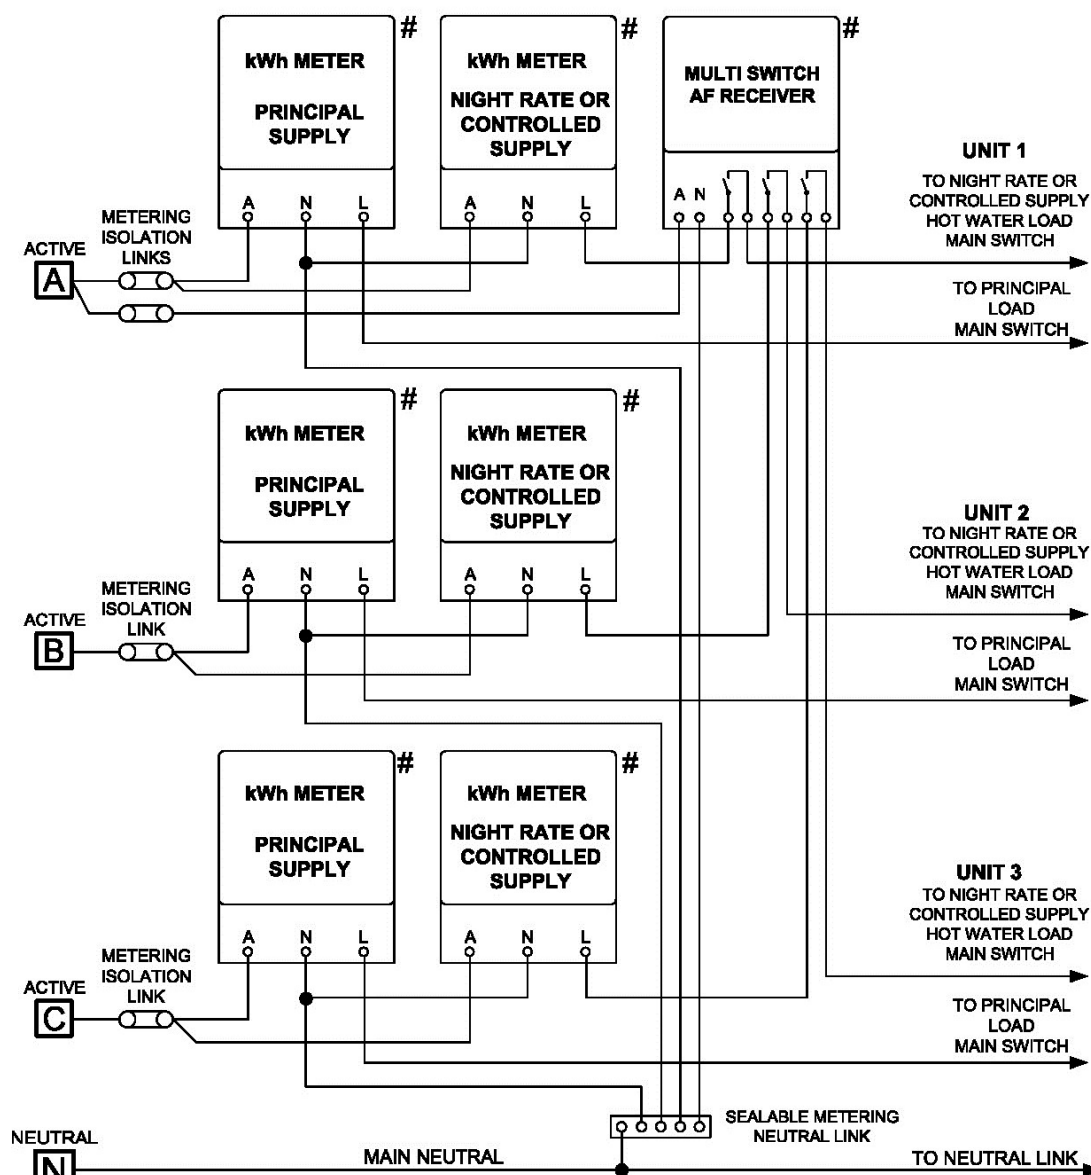 kWh METER
PRINCIPAL
SUPPLY
#
kWh METER
NIGHT RATE OR
CONTROLLED
SUPPLY
#
MULTI SWITCH
AF RECEIVER
#
A N L
A N L
A N
METERING
ISOLATION
LINKS
ACTIVE
A
UNIT 1
TO NIGHT RATE OR
CONTROLLED SUPPLY
HOT WATER LOAD
MAIN SWITCH
TO PRINCIPAL
LOAD
MAIN SWITCH
kWh METER
PRINCIPAL
SUPPLY
#
kWh METER
NIGHT RATE OR
CONTROLLED
SUPPLY
#
A N L
A N L
METERING
ISOLATION
LINK
ACTIVE
B
UNIT 2
TO NIGHT RATE OR
CONTROLLED SUPPLY
HOT WATER LOAD
MAIN SWITCH
TO PRINCIPAL
LOAD
MAIN SWITCH
kWh METER
PRINCIPAL
SUPPLY
#
kWh METER
NIGHT RATE OR
CONTROLLED
SUPPLY
#
A N L
A N L
METERING
ISOLATION
LINK
ACTIVE
C
UNIT 3
TO NIGHT RATE OR
CONTROLLED SUPPLY
HOT WATER LOAD
MAIN SWITCH
TO PRINCIPAL
LOAD
MAIN SWITCH
SEALABLE METERING
NEUTRAL LINK
NEUTRAL
N
MAIN NEUTRAL
TO NEUTRAL LINK